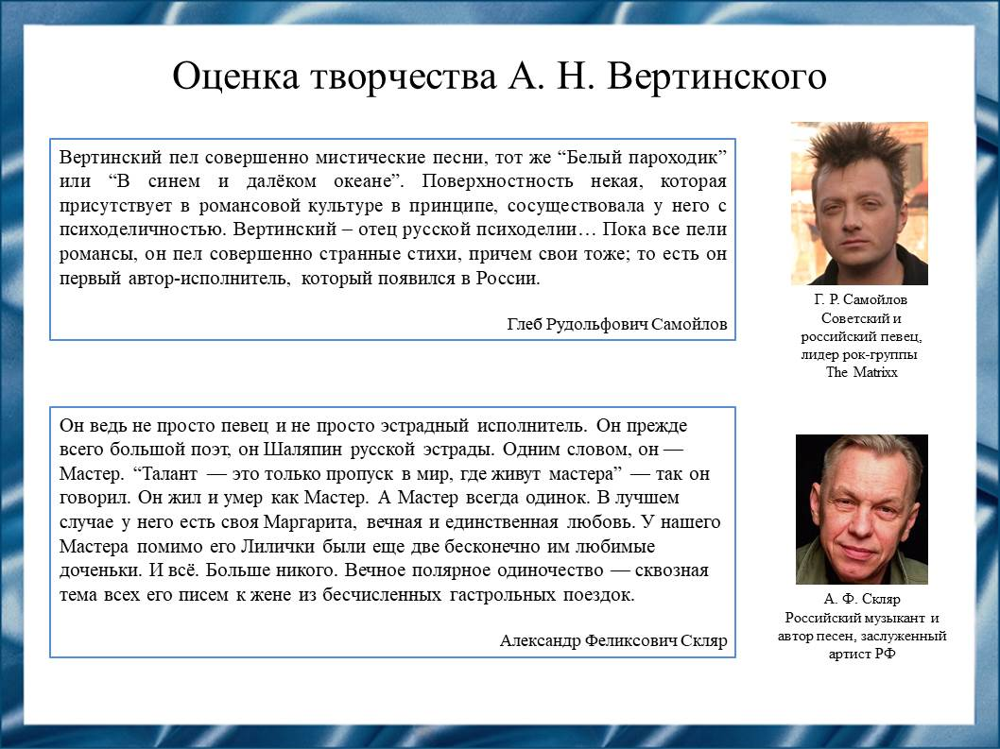 Оценка творчества А. Н. Вертинского
Вертинский пел совершенно мистические песни, тот же “Белый пароходик”
или “В синем и далёком океане”. Поверхностность некая, которая
присутствует в романсовой культуре в принципе, сосуществовала у него с
психоделичностью. Вертинский – отец русской психоделии… Пока все пели
романсы, он пел совершенно странные стихи, причем свои тоже; то есть он
первый автор-исполнитель, который появился в России.
Глеб Рудольфович Самойлов
Г. Р. Самойлов
Советский и
российский певец,
лидер рок-группы
The Matrixx
Он ведь не просто певец и не просто эстрадный исполнитель. Он прежде
всего большой поэт, он Шаляпин русской эстрады. Одним словом, он —
Мастер. “Талант — это только пропуск в мир, где живут мастера” — так он
говорил. Он жил и умер как Мастер. А Мастер всегда одинок. В лучшем
случае у него есть своя Маргарита, вечная и единственная любовь. У нашего
Мастера помимо его Лилички были еще две бесконечно им любимые
доченьки. И всё. Больше никого. Вечное полярное одиночество — сквозная
тема всех его писем к жене из бесчисленных гастрольных поездок.
Александр Феликсович Скляр
А. Ф. Скляр
Российский музыкант и
автор песен, заслуженный
артист РФ